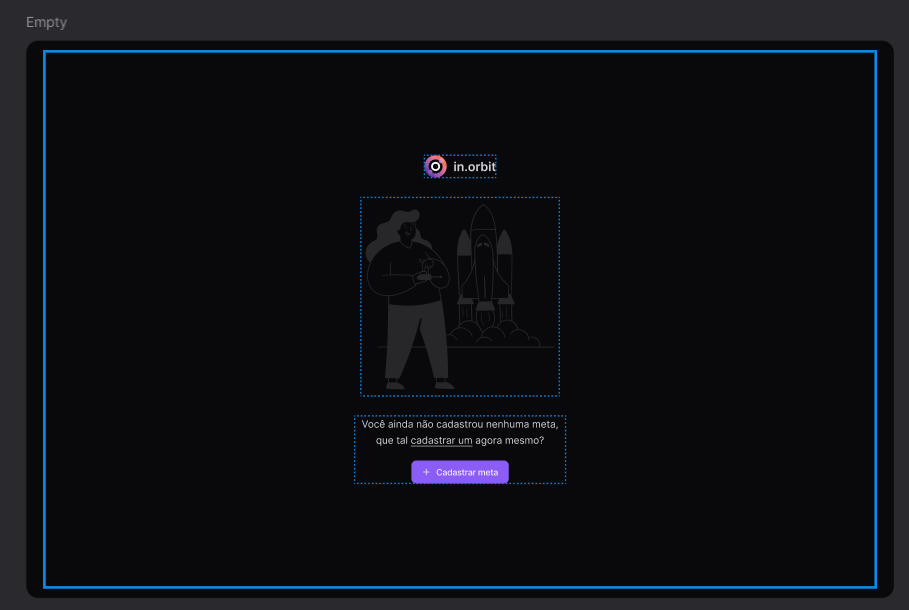 Empty
in.orbit
Você ainda não cadastrou nenhuma meta,
que tal cadastrar um agora mesmo?
+ Cadastrar meta